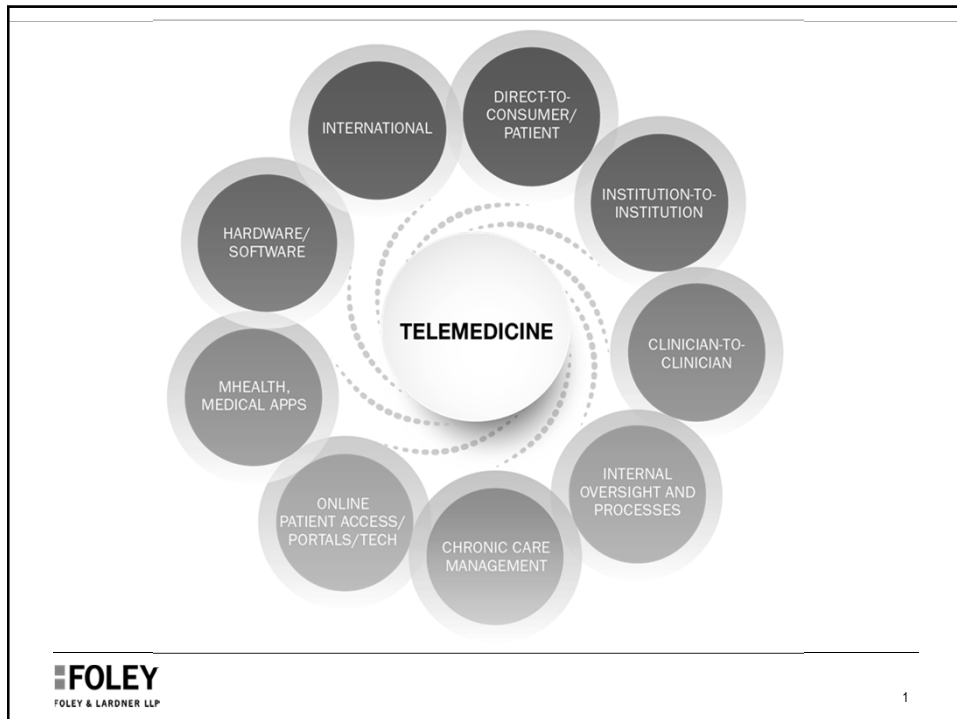 DIRECT-TO-
CONSUMER/
PATIENT
INSTITUTION-TO-
INSTITUTION
CLINICIAN-TO-
CLINICIAN
INTERNAL
OVERSIGHT AND
PROCESSES
CHRONIC CARE
MANAGEMENT
ONLINE
PATIENT ACCESS/
PORTALS/TECH
MHEALTH,
MEDICAL APPS
HARDWARE/
SOFTWARE
INTERNATIONAL
TELEMEDICINE
FOLEY
FOLEY & LARDNER LLP
1